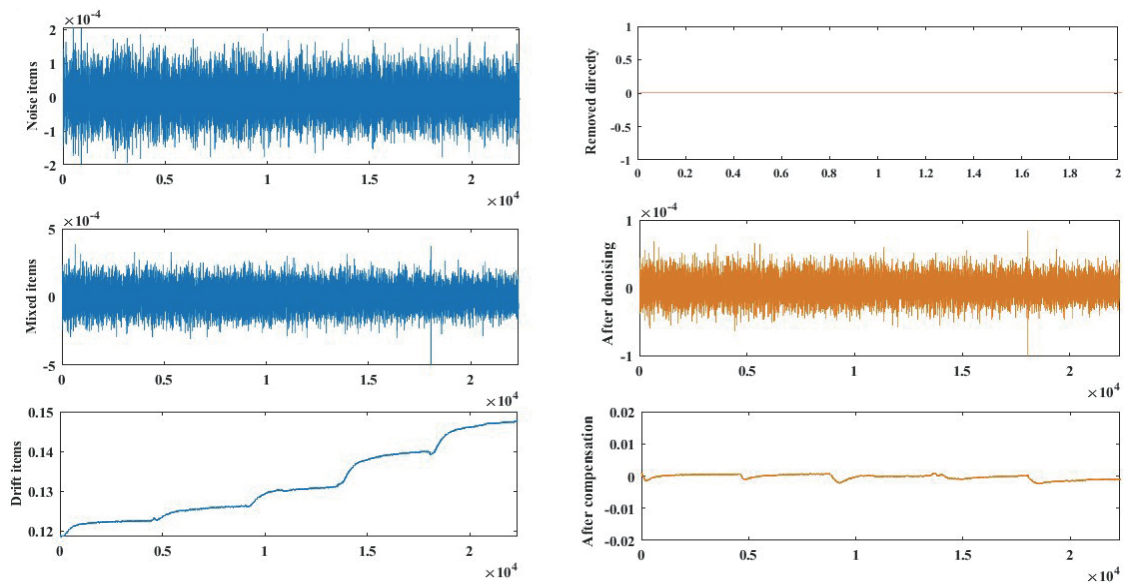 ×10⁻⁴
Noise items
2
1
0
-1
-2
0 0.5 1 1.5 2
×10⁴
Removed directly
1
0.5
0
-0.5
-1
0 0.2 0.4 0.6 0.8 1 1.2 1.4 1.6 1.8 2
×10⁴
×10⁻⁴
Mixed items
5
0
-5
0 0.5 1 1.5 2
×10⁴
×10⁻⁴
After denoising
1
0
-1
0 0.5 1 1.5 2
×10⁴
Drift items
0.15
0.14
0.13
0.12
0 0.5 1 1.5 2
×10⁴
After compensation
0.02
0.01
0
-0.01
-0.02
0 0.5 1 1.5 2
×10⁴